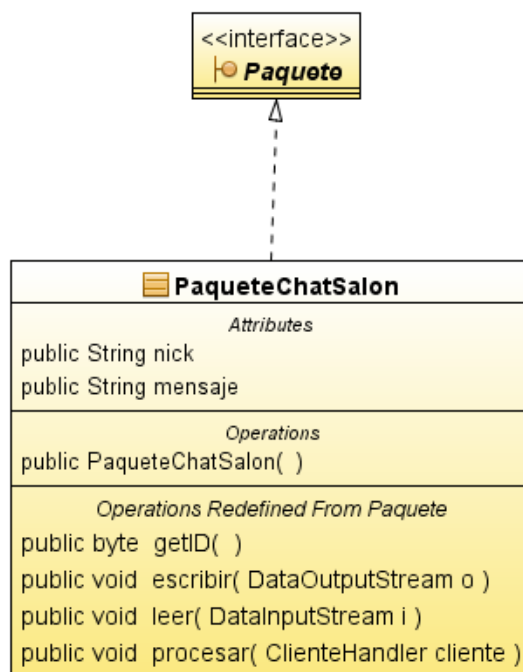 <<interface>>
Paquete
PaqueteChatSalon
Attributes
public String nick
public String mensaje
Operations
public PaqueteChatSalon( )
Operations Redefined From Paquete
public byte getID( )
public void escribir( DataOutputStream o )
public void leer( DataInputStream i )
public void procesar( ClienteHandler cliente )